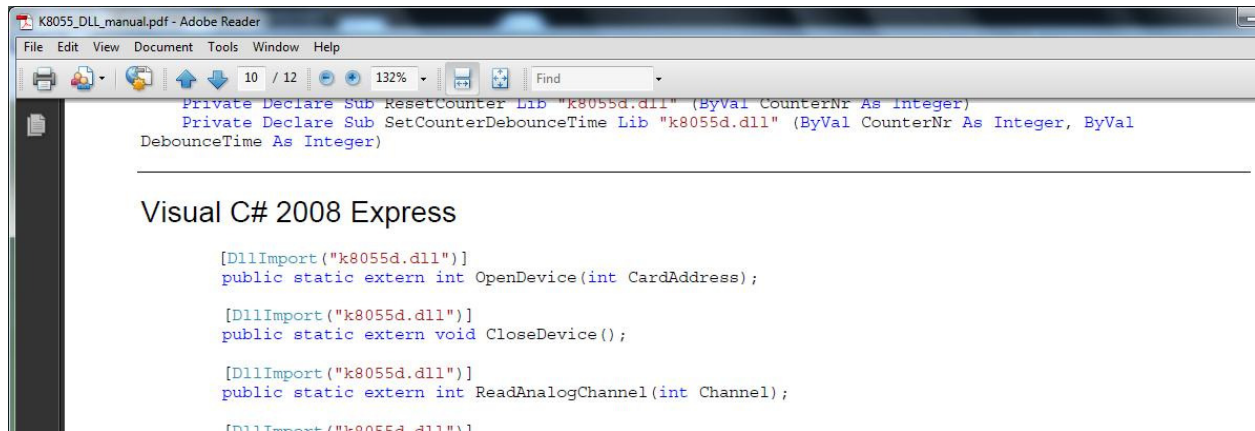 K8055_DLL_manual.pdf - Adobe Reader
File Edit View Document Tools Window Help
10 / 12 132% Find
Private Declare Sub ResetCounter Lib "k8055d.dll" (ByVal CounterNr As Integer)
Private Declare Sub SetCounterDebounceTime Lib "k8055d.dll" (ByVal CounterNr As Integer, ByVal
DebounceTime As Integer)
Visual C# 2008 Express
[DllImport("k8055d.dll")]
public static extern int OpenDevice(int CardAddress);
[DllImport("k8055d.dll")]
public static extern void CloseDevice();
[DllImport("k8055d.dll")]
public static extern int ReadAnalogChannel(int Channel);
[DllImport("k8055d.dll")]